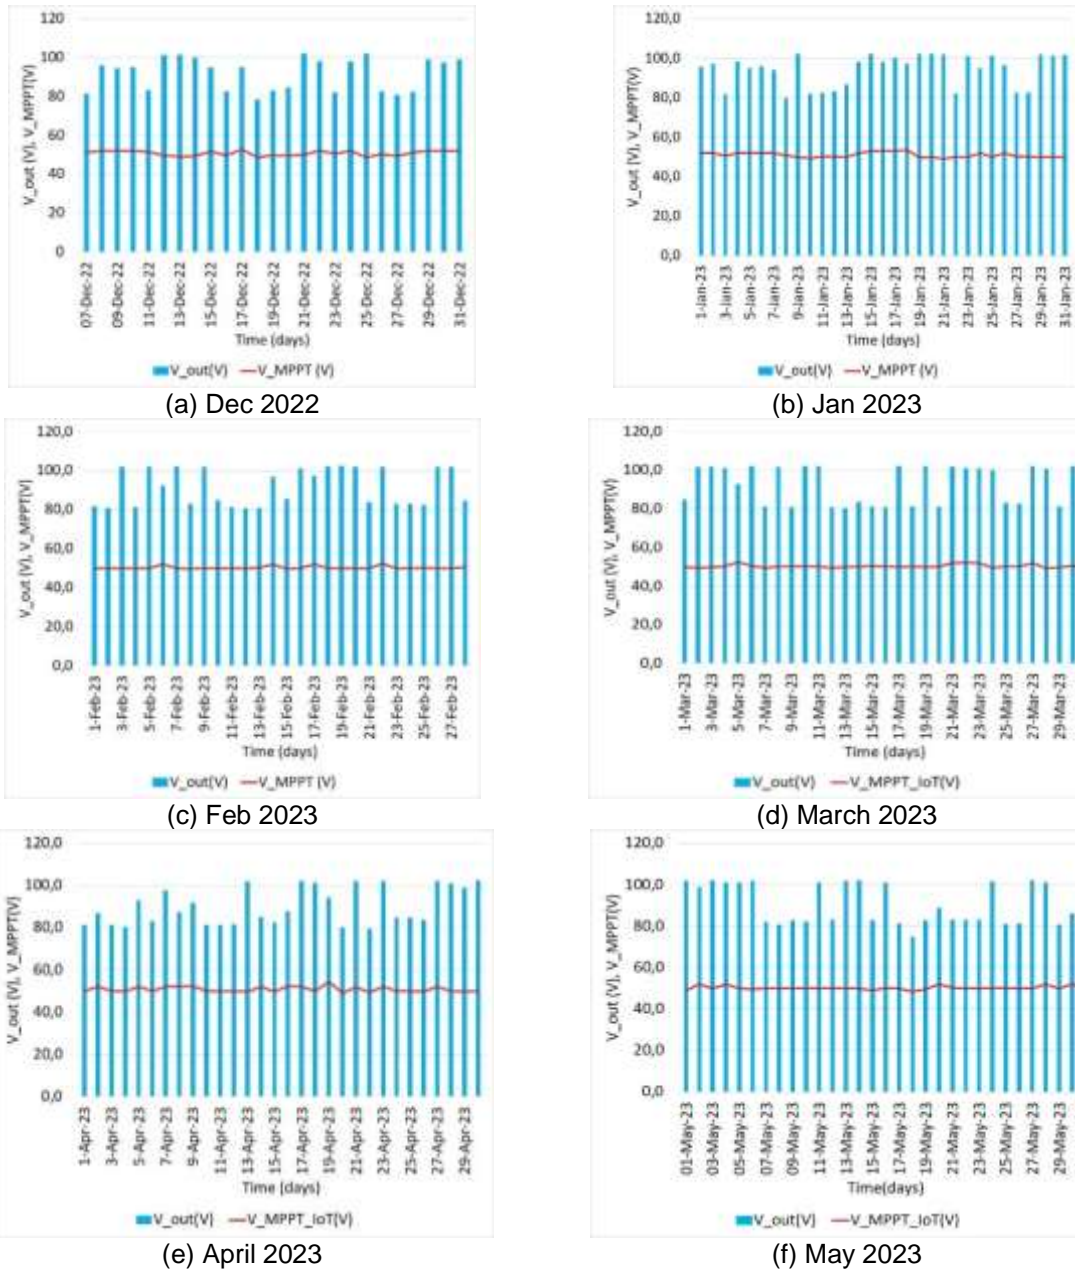 120
100
80
60
40
20
0
V_out (V), V_MPPT(V)
07-Dec-22
09-Dec-22
11-Dec-22
13-Dec-22
15-Dec-22
17-Dec-22
19-Dec-22
21-Dec-22
23-Dec-22
25-Dec-22
27-Dec-22
29-Dec-22
31-Dec-22
Time (days)
V_out(V) V_MPPT (V)
(a) Dec 2022
120,0
100,0
80,0
60,0
40,0
20,0
0,0
V_out (V), V_MPPT(V)
1-Jan-23
3-Jan-23
5-Jan-23
7-Jan-23
9-Jan-23
11-Jan-23
13-Jan-23
15-Jan-23
17-Jan-23
19-Jan-23
21-Jan-23
23-Jan-23
25-Jan-23
27-Jan-23
29-Jan-23
31-Jan-23
Time (days)
V_out(V) V_MPPT (V)
(b) Jan 2023
120,0
100,0
80,0
60,0
40,0
20,0
0,0
V_out (V), V_MPPT(V)
1-Feb-23
3-Feb-23
5-Feb-23
7-Feb-23
9-Feb-23
11-Feb-23
13-Feb-23
15-Feb-23
17-Feb-23
19-Feb-23
21-Feb-23
23-Feb-23
25-Feb-23
27-Feb-23
Time (days)
V_out(V) V_MPPT (V)
(c) Feb 2023
120,0
100,0
80,0
60,0
40,0
20,0
0,0
V_out (V), V_MPPT(V)
1-Mar-23
3-Mar-23
5-Mar-23
7-Mar-23
9-Mar-23
11-Mar-23
13-Mar-23
15-Mar-23
17-Mar-23
19-Mar-23
21-Mar-23
23-Mar-23
25-Mar-23
27-Mar-23
29-Mar-23
Time (days)
V_out(V) V_MPPT_IoT(V)
(d) March 2023
120,0
100,0
80,0
60,0
40,0
20,0
0,0
V_out (V), V_MPPT(V)
1-Apr-23
3-Apr-23
5-Apr-23
7-Apr-23
9-Apr-23
11-Apr-23
13-Apr-23
15-Apr-23
17-Apr-23
19-Apr-23
21-Apr-23
23-Apr-23
25-Apr-23
27-Apr-23
29-Apr-23
Time (days)
V_out(V) V_MPPT_IoT(V)
(e) April 2023
120,0
100,0
80,0
60,0
40,0
20,0
0,0
V_out (V), V_MPPT(V)
01-May-23
03-May-23
05-May-23
07-May-23
09-May-23
11-May-23
13-May-23
15-May-23
17-May-23
19-May-23
21-May-23
23-May-23
25-May-23
27-May-23
29-May-23
Time(days)
V_out(V) V_MPPT_IoT(V)
(f) May 2023